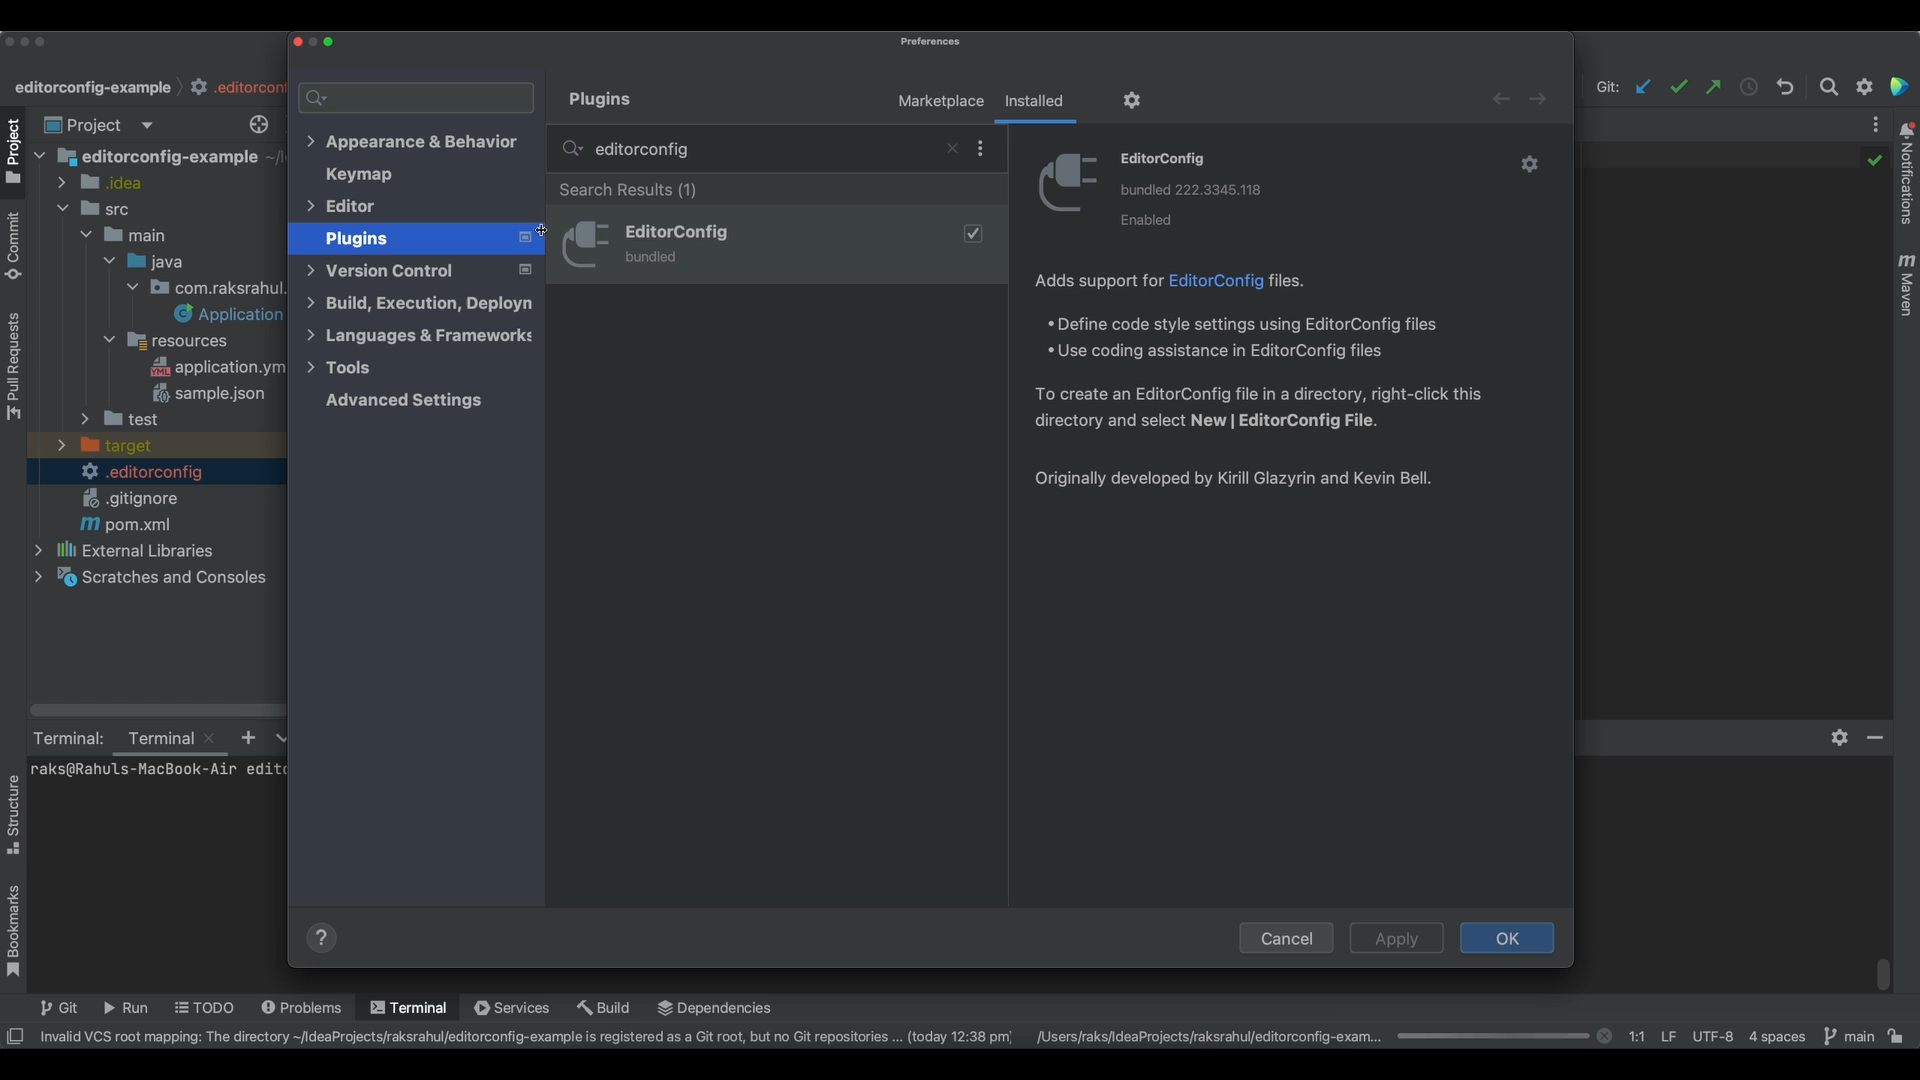 Preferences
editorconfig-example
.editorconf
Git:
Project
editorconfig-example ~/I
.idea
src
main
java
com.raksrahul.
Application
resources
application.ym
sample.json
test
target
.editorconfig
.gitignore
pom.xml
External Libraries
Scratches and Consoles
Project
Commit
Pull Requests
Structure
Bookmarks
Appearance & Behavior
Keymap
Editor
Plugins
Version Control
Build, Execution, Deployn
Languages & Frameworks
Tools
Advanced Settings
Plugins
Marketplace
Installed
editorconfig
Search Results (1)
EditorConfig
bundled
EditorConfig
bundled 222.3345.118
Enabled
Adds support for EditorConfig files.
• Define code style settings using EditorConfig files
• Use coding assistance in EditorConfig files
To create an EditorConfig file in a directory, right-click this
directory and select New | EditorConfig File.
Originally developed by Kirill Glazyrin and Kevin Bell.
?
Cancel
Apply
OK
Notifications
m Maven
Terminal:
Terminal
raks@Rahuls-MacBook-Air edito
Git
Run
TODO
Problems
Terminal
Services
Build
Dependencies
Invalid VCS root mapping: The directory ~/IdeaProjects/raksrahul/editorconfig-example is registered as a Git root, but no Git repositories ... (today 12:38 pm)
/Users/raks/IdeaProjects/raksrahul/editorconfig-exam...
1:1
LF
UTF-8
4 spaces
main